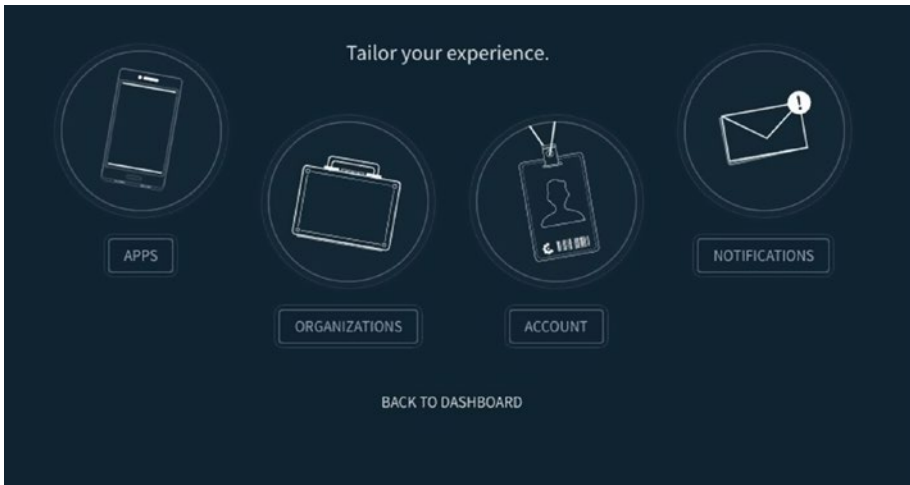 Tailor your experience.
APPS
ORGANIZATIONS
ACCOUNT
NOTIFICATIONS
BACK TO DASHBOARD